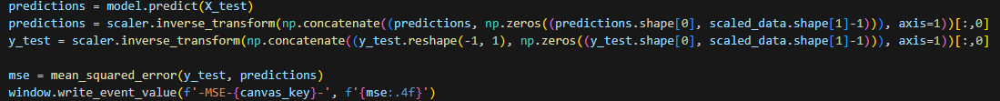 predictions = model.predict(X_test)
predictions = scaler.inverse_transform(np.concatenate((predictions, np.zeros((predictions.shape[0], scaled_data.shape[1]-1))), axis=1))[:,0]
y_test = scaler.inverse_transform(np.concatenate((y_test.reshape(-1, 1), np.zeros((y_test.shape[0], scaled_data.shape[1]-1))), axis=1))[:,0]
mse = mean_squared_error(y_test, predictions)
window.write_event_value(f'-MSE-{canvas_key}-', f'{mse:.4f}')